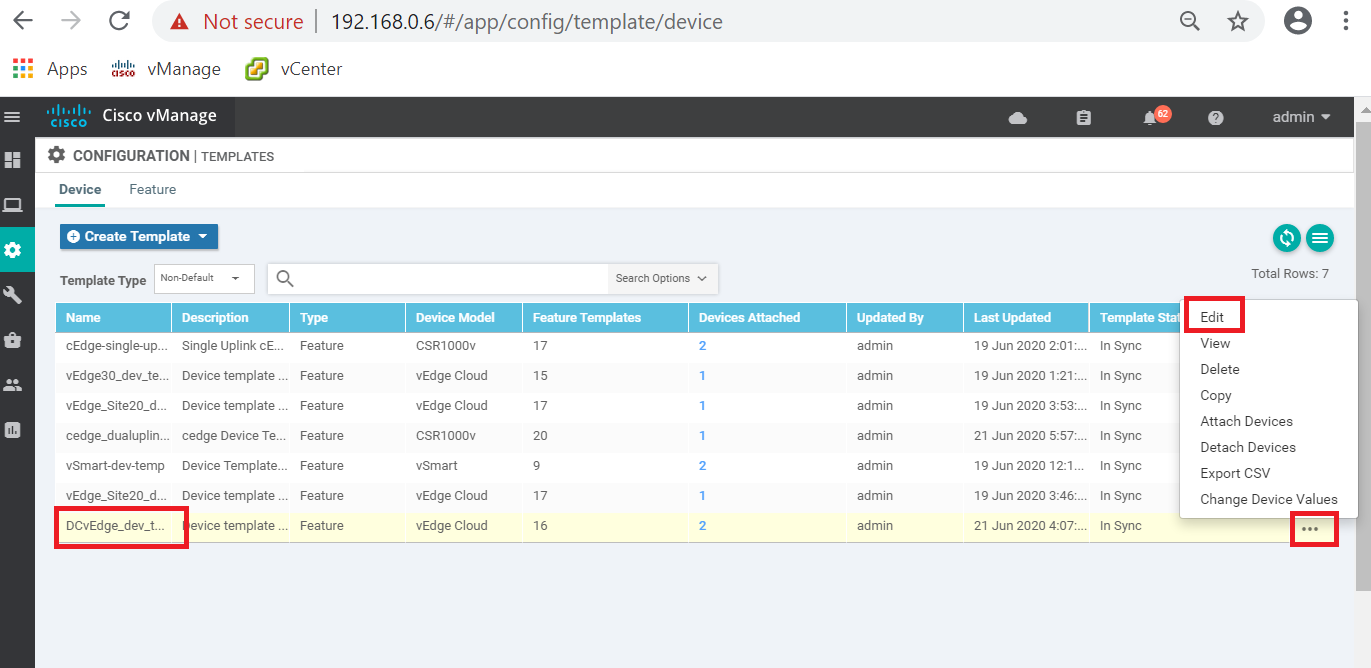 Not secure | 192.168.0.6/#/app/config/template/device
Apps cisco vManage vCenter
cisco Cisco vManage 62 ? admin
CONFIGURATION | TEMPLATES
Device Feature
Create Template
Template Type Non-Default Search Options Total Rows: 7
Name Description Type Device Model Feature Templates Devices Attached Updated By Last Updated Template Stat
cEdge-single-up... Single Uplink cE... Feature CSR1000v 17 2 admin 19 Jun 2020 2:01:... In Sync
vEdge30_dev_te... Device template ... Feature vEdge Cloud 15 1 admin 19 Jun 2020 1:21:... In Sync
vEdge_Site20_d... Device template ... Feature vEdge Cloud 17 1 admin 19 Jun 2020 3:53:... In Sync
cedge_dualuplin... cedge Device Te... Feature CSR1000v 20 1 admin 21 Jun 2020 5:57:... In Sync
vSmart-dev-temp Device Template... Feature vSmart 9 2 admin 19 Jun 2020 12:1... In Sync
vEdge_Site20_d... Device template ... Feature vEdge Cloud 17 1 admin 19 Jun 2020 3:46:... In Sync
DCvEdge_dev_t... Device template ... Feature vEdge Cloud 16 2 admin 21 Jun 2020 4:07:... In Sync
Edit
View
Delete
Copy
Attach Devices
Detach Devices
Export CSV
Change Device Values